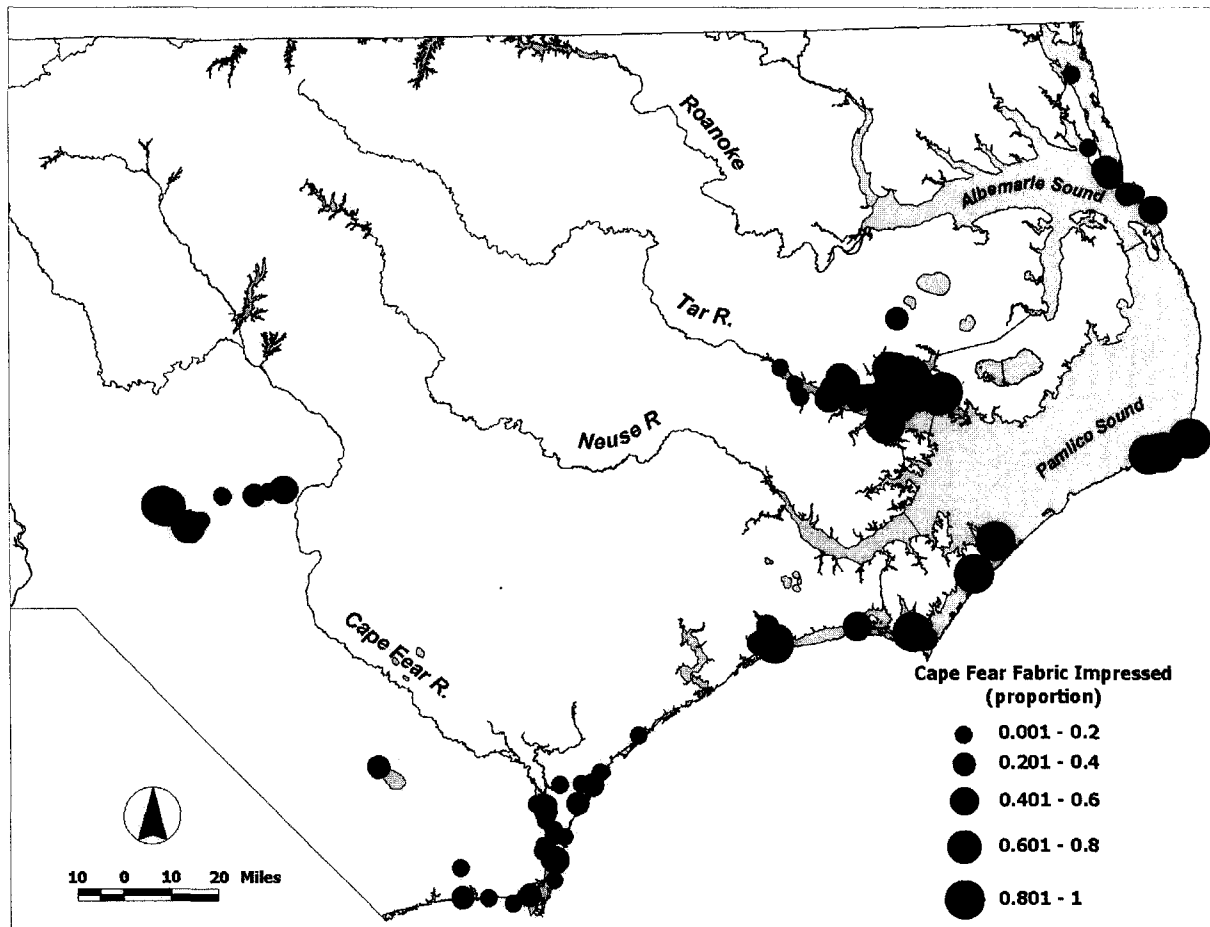 Roanoke
Albemarle Sound
Tar R.
Neuse R
Pamlico Sound
Cape Fear R.
Cape Fear Fabric Impressed
(proportion)
0.001 - 0.2
0.201 - 0.4
0.401 - 0.6
0.601 - 0.8
0.801 - 1
10 0 10 20 Miles